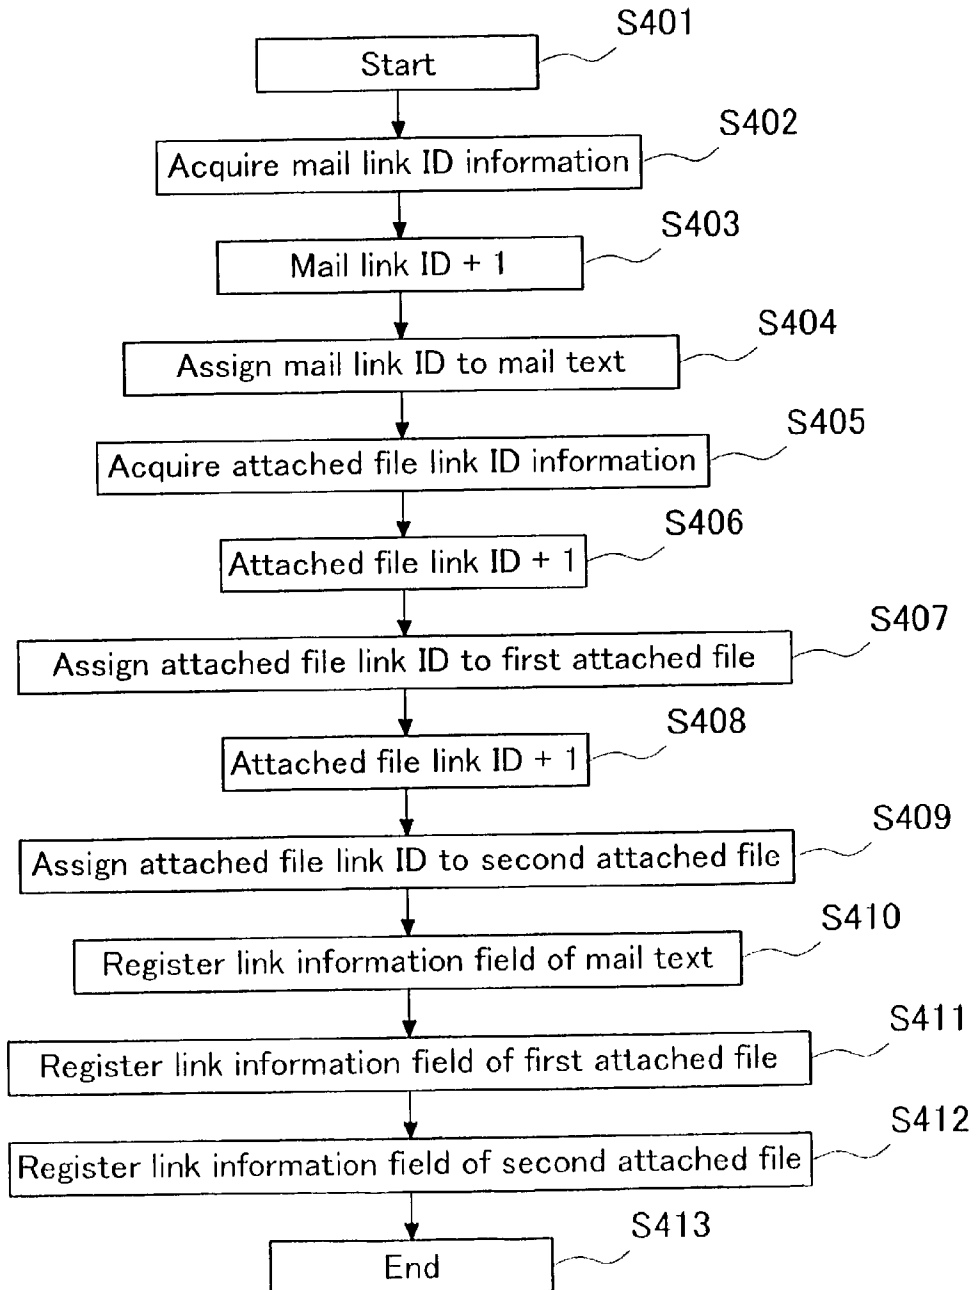 S401
Start
S402
Acquire mail link ID information
S403
Mail link ID + 1
S404
Assign mail link ID to mail text
S405
Acquire attached file link ID information
S406
Attached file link ID + 1
S407
Assign attached file link ID to first attached file
S408
Attached file link ID + 1
S409
Assign attached file link ID to second attached file
S410
Register link information field of mail text
S411
Register link information field of first attached file
S412
Register link information field of second attached file
S413
End